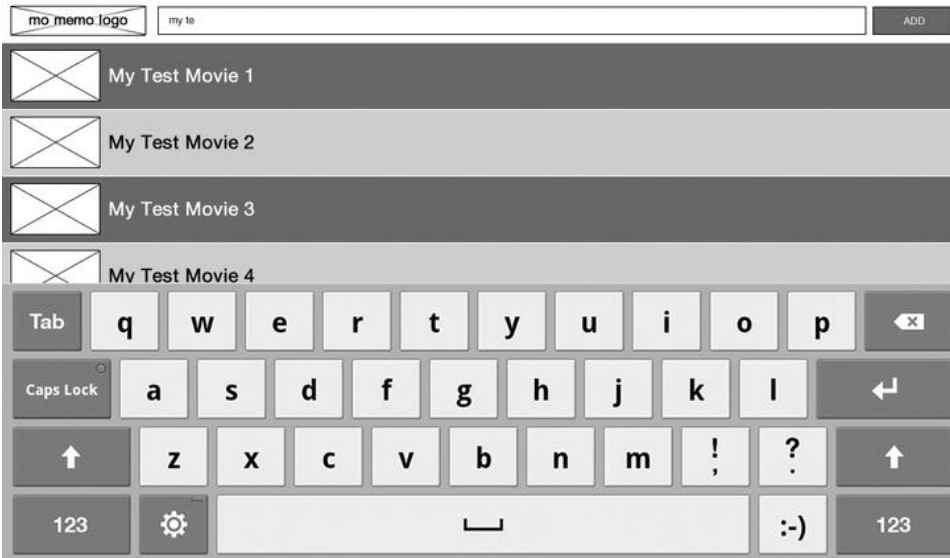 mo memo logo my te ADD
My Test Movie 1
My Test Movie 2
My Test Movie 3
My Test Movie 4
Tab q w e r t y u i o p
Caps Lock a s d f g h j k l
z x c v b n m ! , ? .
123 :-) 123